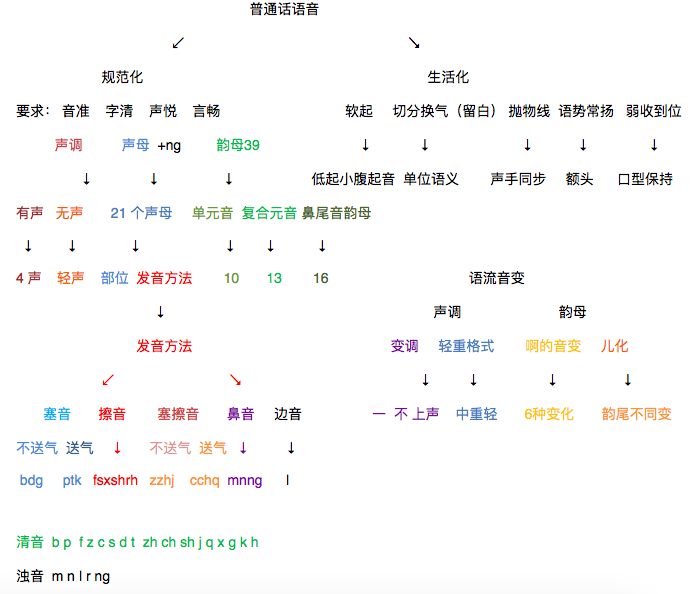 普通话语音
↙ ↘
规范化 生活化
要求： 音准 字清 声悦 言畅 软起 切分换气（留白） 抛物线 语势常扬 弱收到位
声调 声母 +ng 韵母39 ↓ ↓ ↓ ↓ ↓
↓ ↓ ↓ 低起小腹起音 单位语义 声手同步 额头 口型保持
有声 无声 21 个声母 单元音 复合元音 鼻尾音韵母
↓ ↓ ↓ ↓ ↓ ↓
4 声 轻声 部位 发音方法 10 13 16 语流音变
↓ 声调 韵母
发音方法 变调 轻重格式 啊的音变 儿化
↙ ↘ ↓ ↓ ↓ ↓
塞音 擦音 塞擦音 鼻音 边音 一 不 上声 中重轻 6种变化 韵尾不同变
不送气 送气 ↓ 不送气 送气 ↓ ↓
bdg ptk fsxshrh zzhj cchq mnng l
清音 b p f z c s d t zh ch sh j q x g k h
浊音 m n l r ng